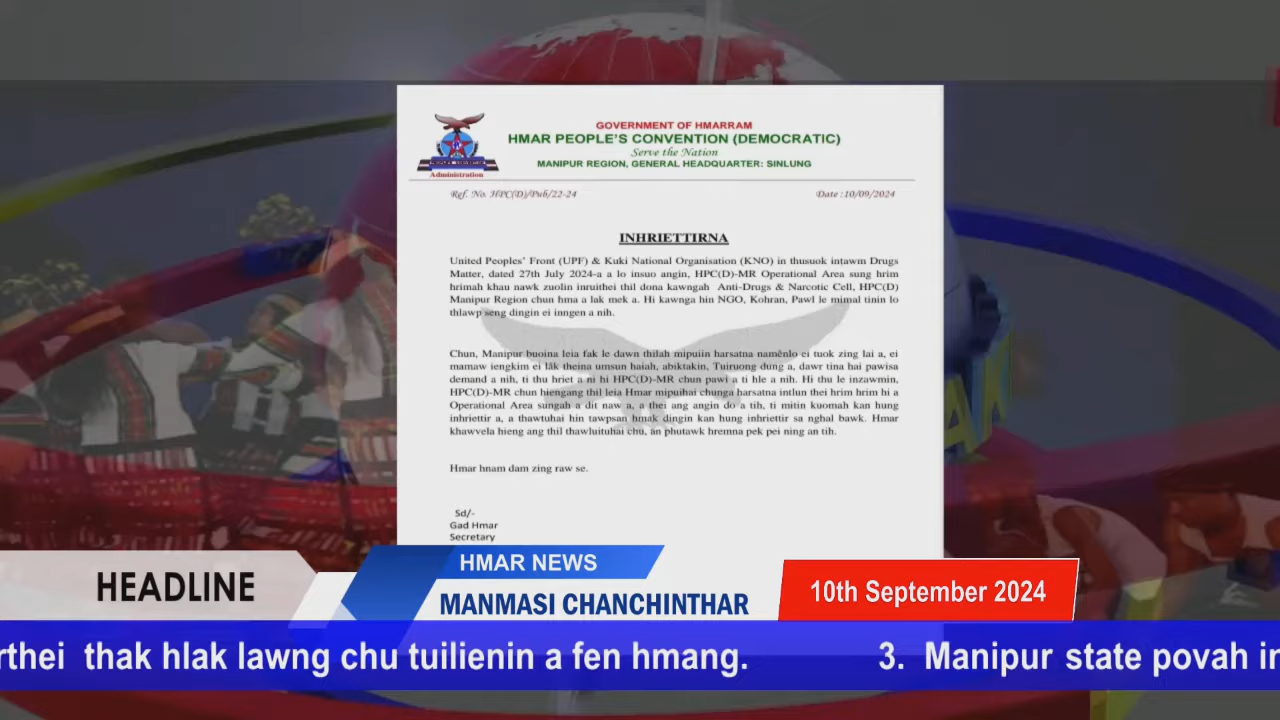 GOVERNMENT OF HMARRAM
HMAR PEOPLE'S CONVENTION (DEMOCRATIC)
Serve the Nation
MANIPUR REGION, GENERAL HEADQUARTER: SINLUNG
Administration
Ref. No. HPC(D)/Pub/22-24
Date :10/09/2024
INHRIETTIRNA
United Peoples' Front (UPF) & Kuki National Organisation (KNO) in thusuok inṭawm Drugs
Matter, dated 27th July 2024-a a lo insuo angin, HPC(D)-MR Operational Area sung hrim
hrimah khau nawk zuolin inruithei thil dona kawngah Anti-Drugs & Narcotic Cell, HPC(D)
Manipur Region chun hma a lak mek a. Hi kawnga hin NGO, Kohran, Pawl le mimal tinin lo
thlawp seng dingin ei inngen a nih.
Chun, Manipur buoina leia fak le dawn thilah mipuiin harsatna namênlo ei tuok zing lai a, ei
mamaw iengkim ei lâk theina umsun haiah, abiktakin, Tuiruong dung a, dawr tina hai pawisa
demand a nih, ti thu hriet a ni hi HPC(D)-MR chun pawi a ti hle a nih. Hi thu le inzawmin,
HPC(D)-MR chun hiengang thil leia Hmar mipuihai chunga harsatna intlun thei hrim hrim hi a
Operational Area sungah a dit naw a, a thei ang angin do a tih, ti mitin kuomah kan hung
inhriettir a, a thawtuhai hin tawpsan hmak dingin kan hung inhriettir sa nghal bawk. Hmar
khawvela hieng ang thil thawluituhai chu, an phutawk hremna pek pei ning an tih.
Hmar hnam dam zing raw se.
Sd/-
Gad Hmar
Secretary
HEADLINE
HMAR NEWS
MANMASI CHANCHINTHAR
10th September 2024
rthei thak hlak lawng chu tuilienin a fen hmang.
3. Manipur state povah in